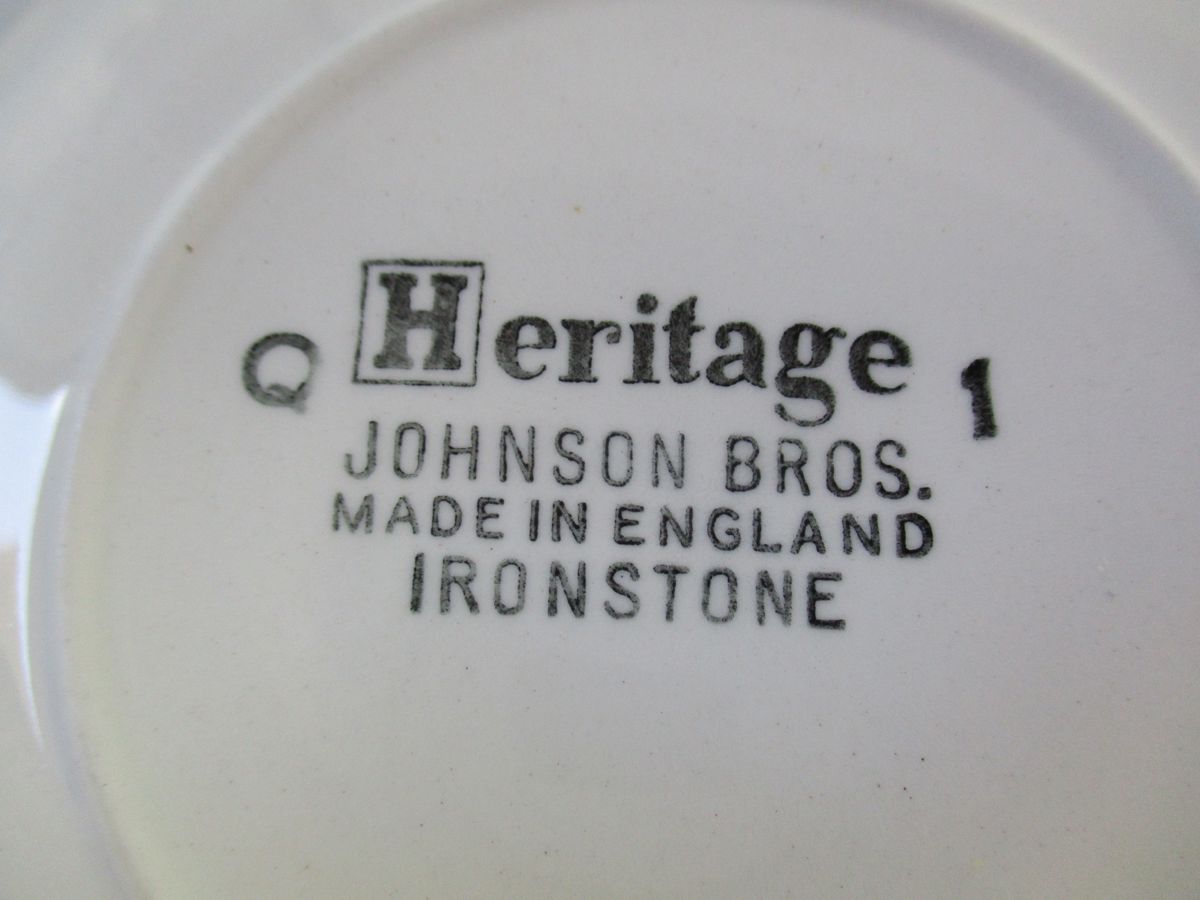 Q Heritage 1
JOHNSON BROS.
MADE IN ENGLAND
IRONSTONE